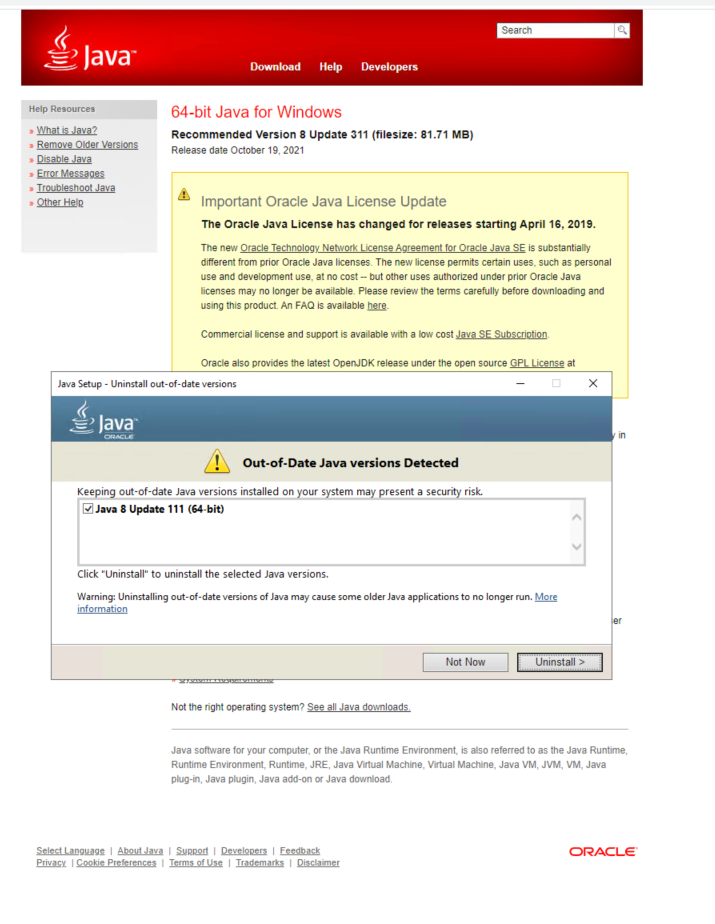 Search
Java™
Download Help Developers
Help Resources
» What is Java?
» Remove Older Versions
» Disable Java
» Error Messages
» Troubleshoot Java
» Other Help
64-bit Java for Windows
Recommended Version 8 Update 311 (filesize: 81.71 MB)
Release date October 19, 2021
Important Oracle Java License Update
The Oracle Java License has changed for releases starting April 16, 2019.
The new Oracle Technology Network License Agreement for Oracle Java SE is substantially
different from prior Oracle Java licenses. The new license permits certain uses, such as personal
use and development use, at no cost -- but other uses authorized under prior Oracle Java
licenses may no longer be available. Please review the terms carefully before downloading and
using this product. An FAQ is available here.
Commercial license and support is available with a low cost Java SE Subscription.
Oracle also provides the latest OpenJDK release under the open source GPL License at
Java Setup - Uninstall out-of-date versions
Java™
ORACLE
y in
Out-of-Date Java versions Detected
Keeping out-of-date Java versions installed on your system may present a security risk.
Java 8 Update 111 (64-bit)
Click "Uninstall" to uninstall the selected Java versions.
Warning: Uninstalling out-of-date versions of Java may cause some older Java applications to no longer run. More
information
er
Not Now Uninstall >
» System Requirements
Not the right operating system? See all Java downloads.
Java software for your computer, or the Java Runtime Environment, is also referred to as the Java Runtime,
Runtime Environment, Runtime, JRE, Java Virtual Machine, Virtual Machine, Java VM, JVM, VM, Java
plug-in, Java plugin, Java add-on or Java download.
Select Language | About Java | Support | Developers | Feedback
Privacy | Cookie Preferences | Terms of Use | Trademarks | Disclaimer
ORACLE